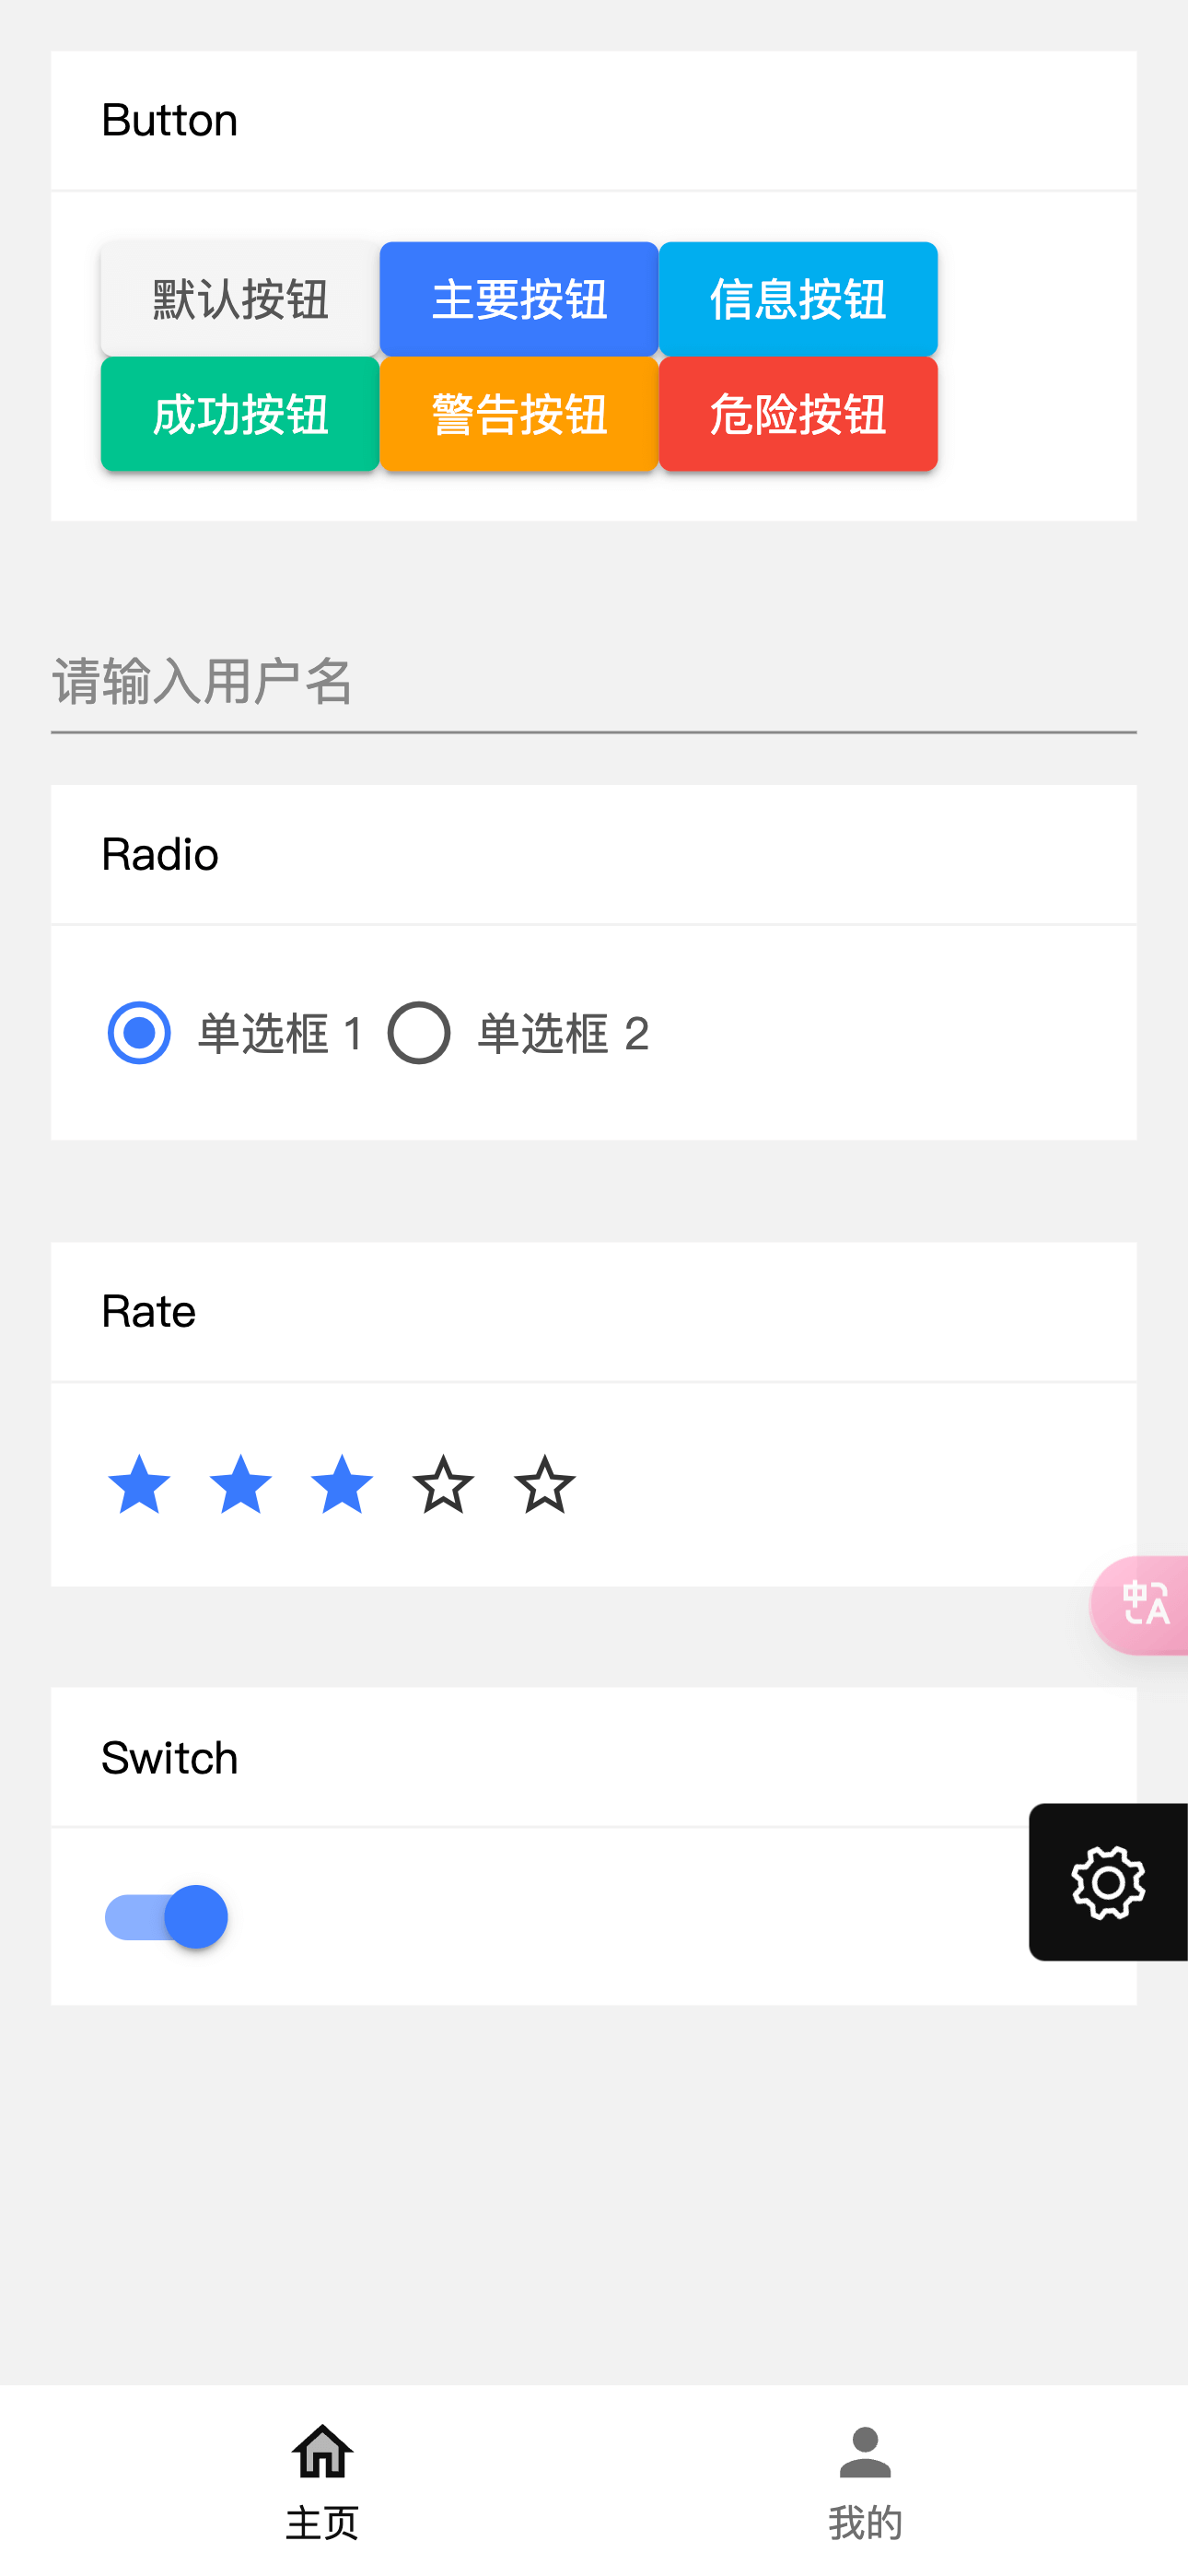 Button
默认按钮 主要按钮 信息按钮
成功按钮 警告按钮 危险按钮
请输入用户名
Radio
单选框 1 单选框 2
Rate
中A
Switch
主页 我的